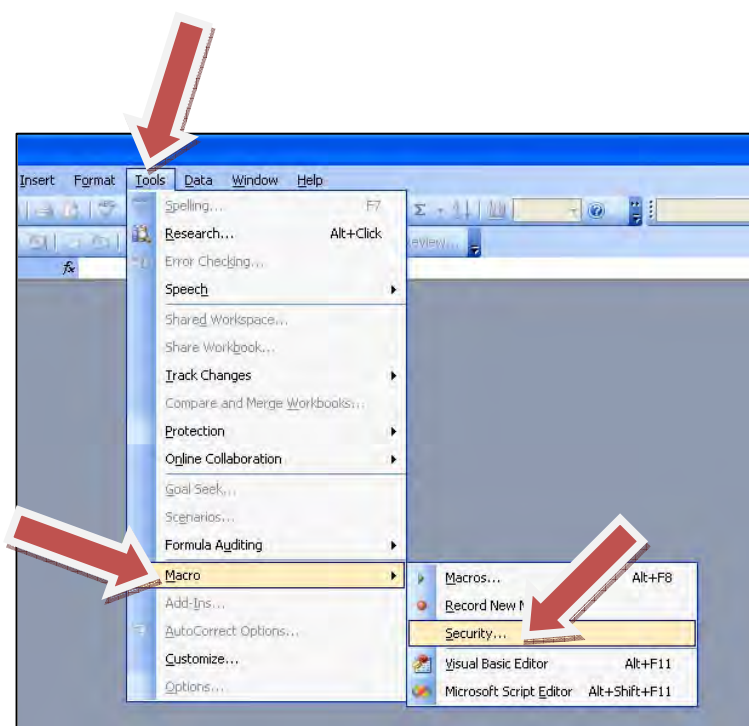 Insert Format Tools Data Window Help
Spelling... F7
Σ
Research... Alt+Click
eview...
Error Checking...
fx
Speech
Shared Workspace...
Share Workbook...
Track Changes
Compare and Merge Workbooks...
Protection
Online Collaboration
Goal Seek...
Scenarios...
Formula Auditing
Macro
Macros... Alt+F8
Add-Ins...
Record New
AutoCorrect Options...
Security...
Customize...
Visual Basic Editor Alt+F11
Options...
Microsoft Script Editor Alt+Shift+F11